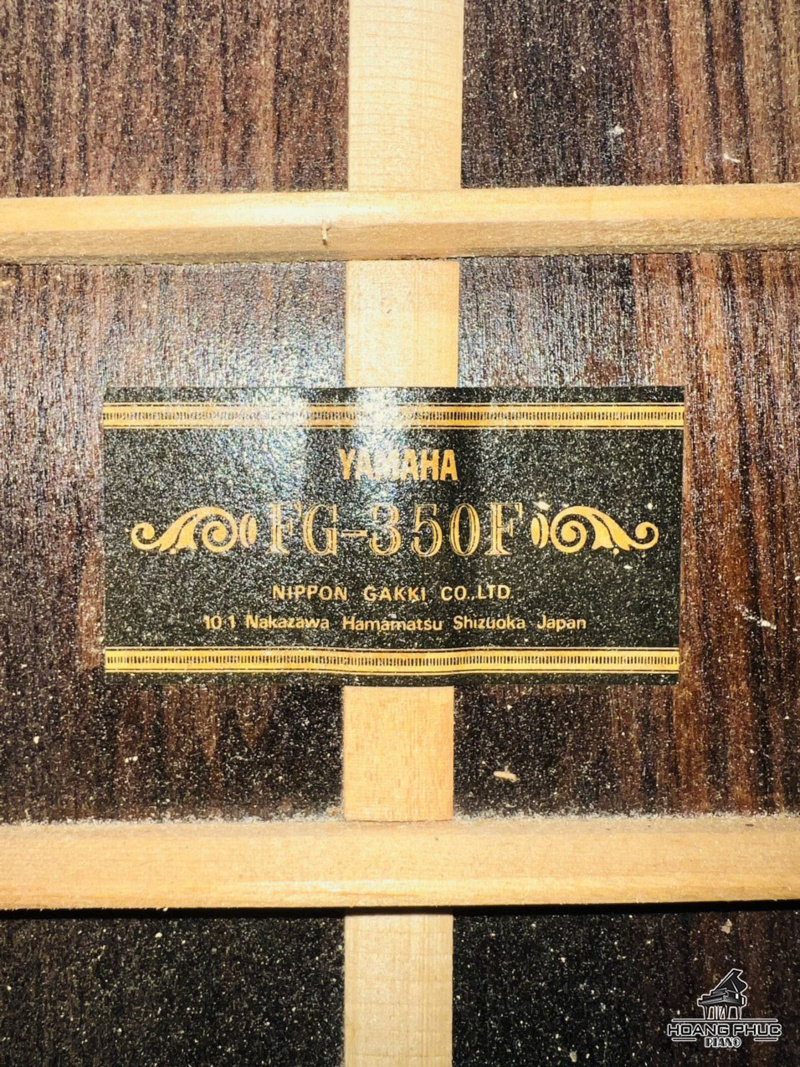 YAMAHA
FG-350F
NIPPON GAKKI CO.,LTD
10 1 Nakazawa Hamamatsu Shizuoka Japan
HOANG PHUC
PIANO